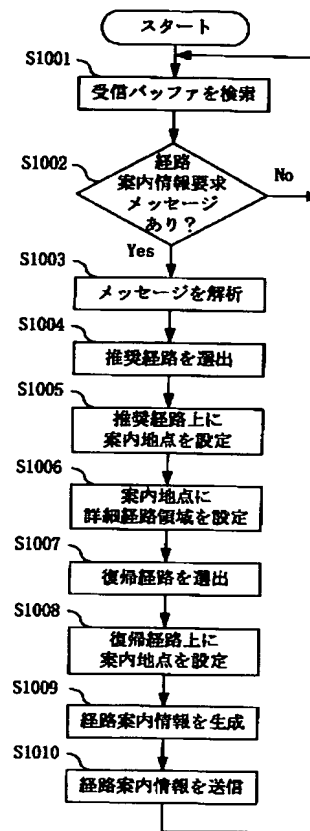 スタート
S1001
受信バッファを検索
S1002
経路
案内情報要求
メッセージ
あり?
No
Yes
S1003
メッセージを解析
S1004
推奨経路を選出
S1005
推奨経路上に
案内地点を設定
S1006
案内地点に
詳細経路領域を設定
S1007
復帰経路を選出
S1008
復帰経路上に
案内地点を設定
S1009
経路案内情報を生成
S1010
経路案内情報を送信